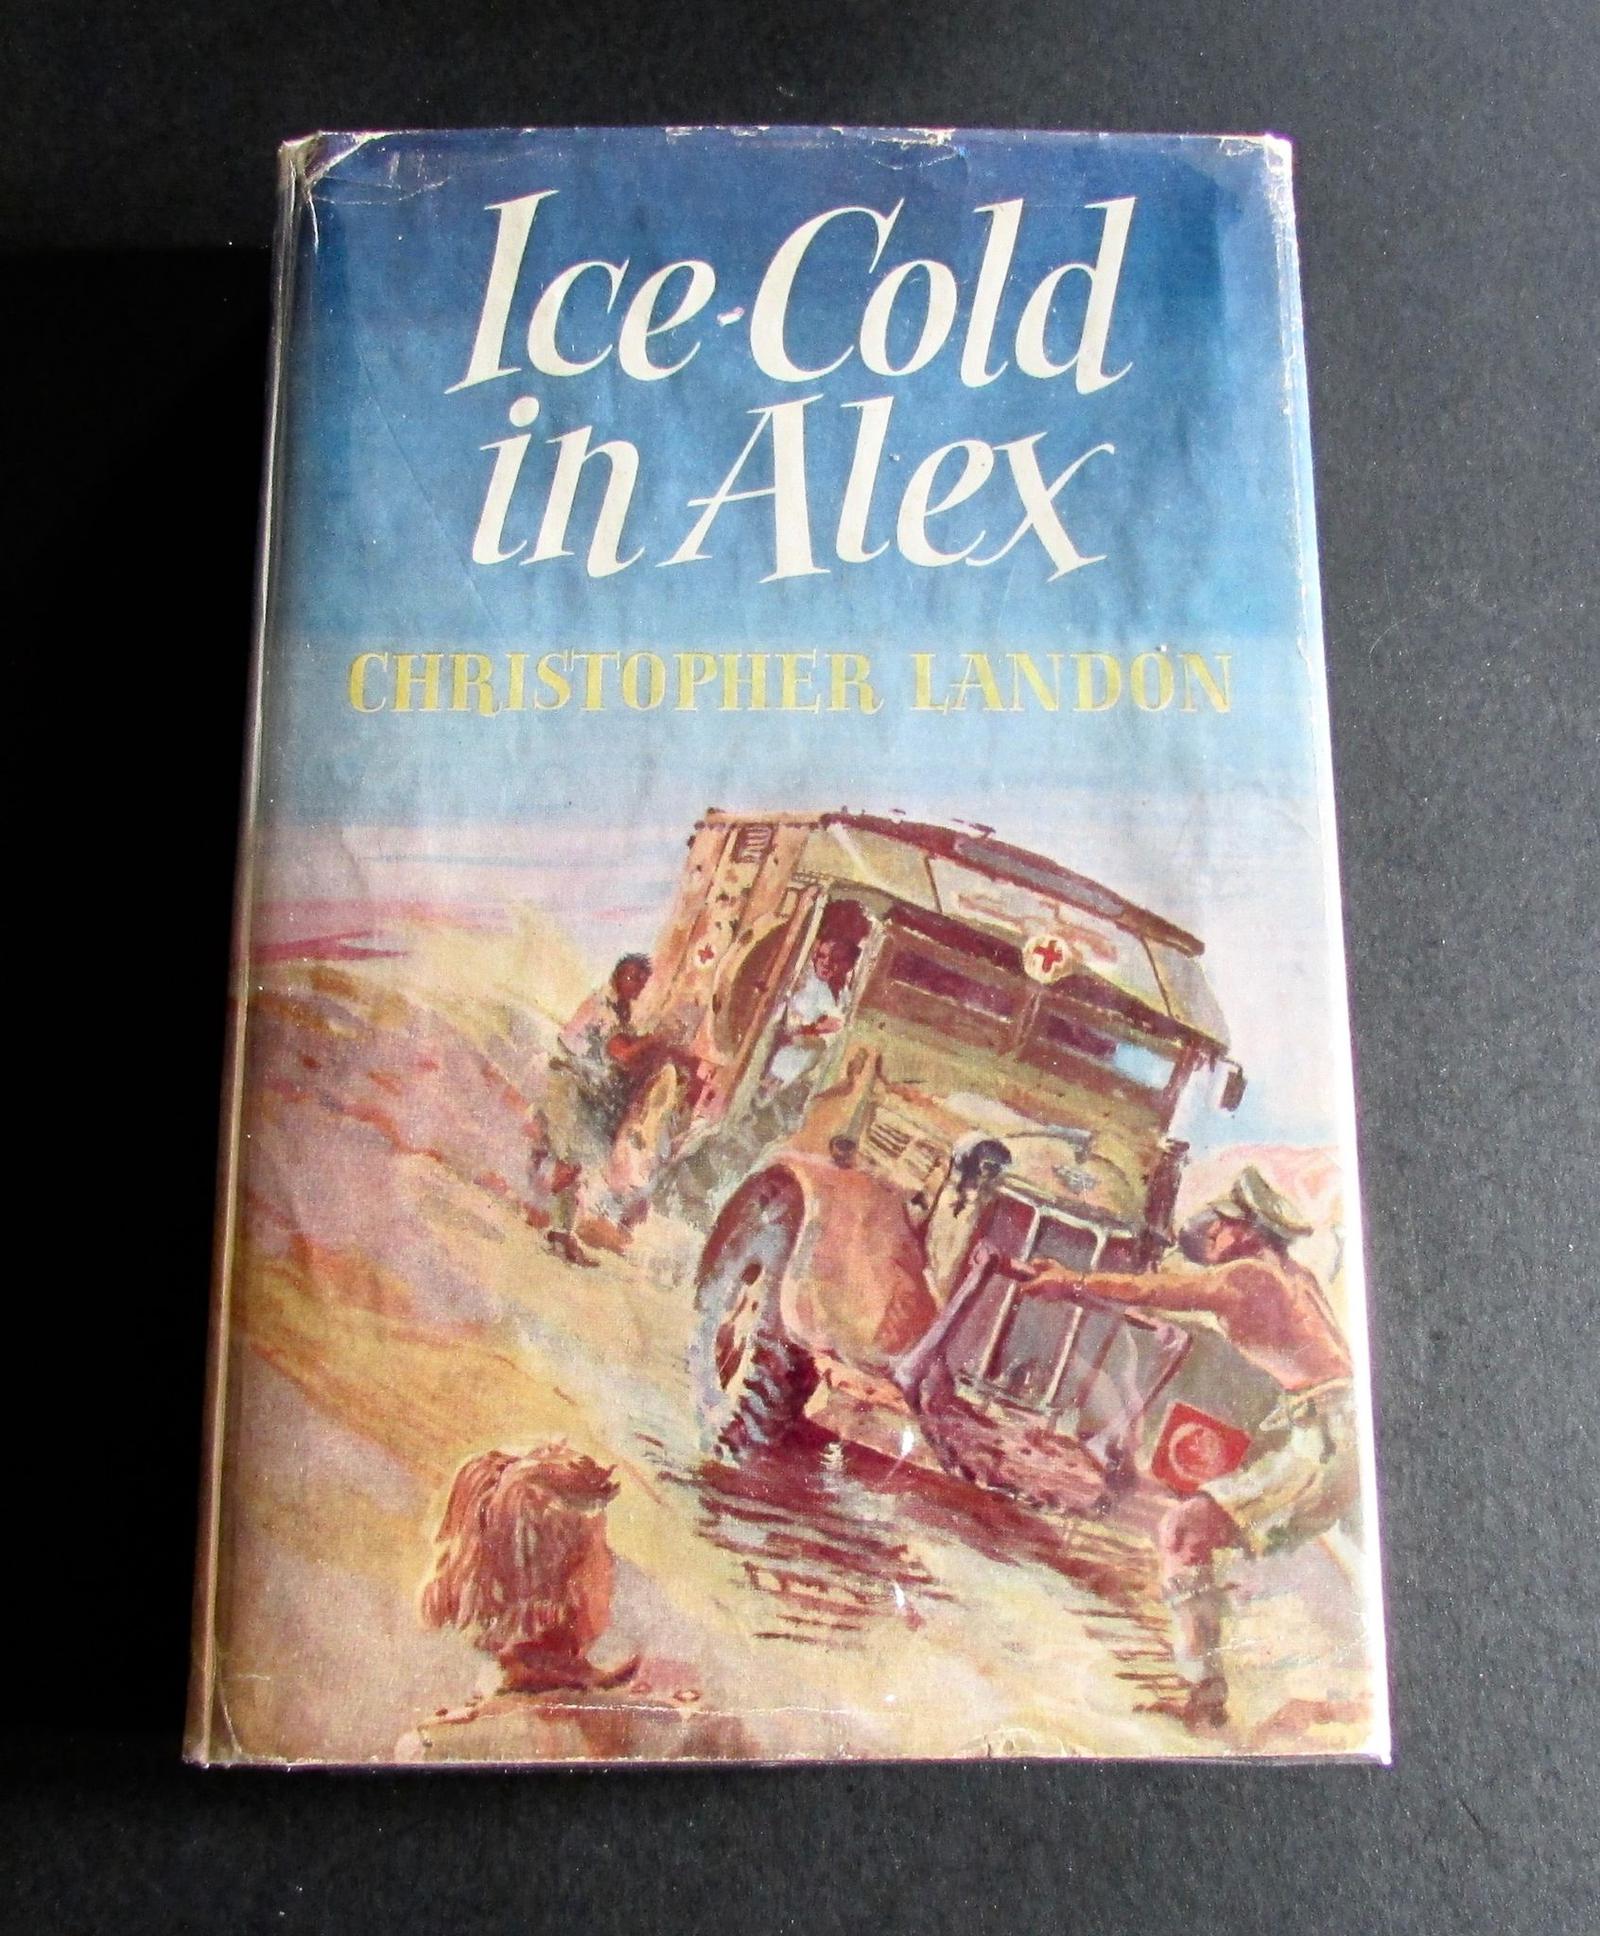 Ice-Cold
in Alex
CHRISTOPHER LANDON